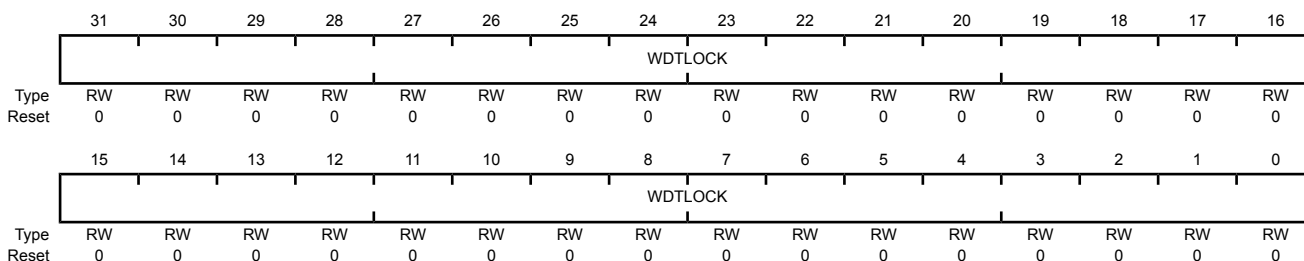 31 30 29 28 27 26 25 24 23 22 21 20 19 18 17 16
WDTLOCK
Type RW RW RW RW RW RW RW RW RW RW RW RW RW RW RW RW
Reset 0 0 0 0 0 0 0 0 0 0 0 0 0 0 0 0
15 14 13 12 11 10 9 8 7 6 5 4 3 2 1 0
WDTLOCK
Type RW RW RW RW RW RW RW RW RW RW RW RW RW RW RW RW
Reset 0 0 0 0 0 0 0 0 0 0 0 0 0 0 0 0